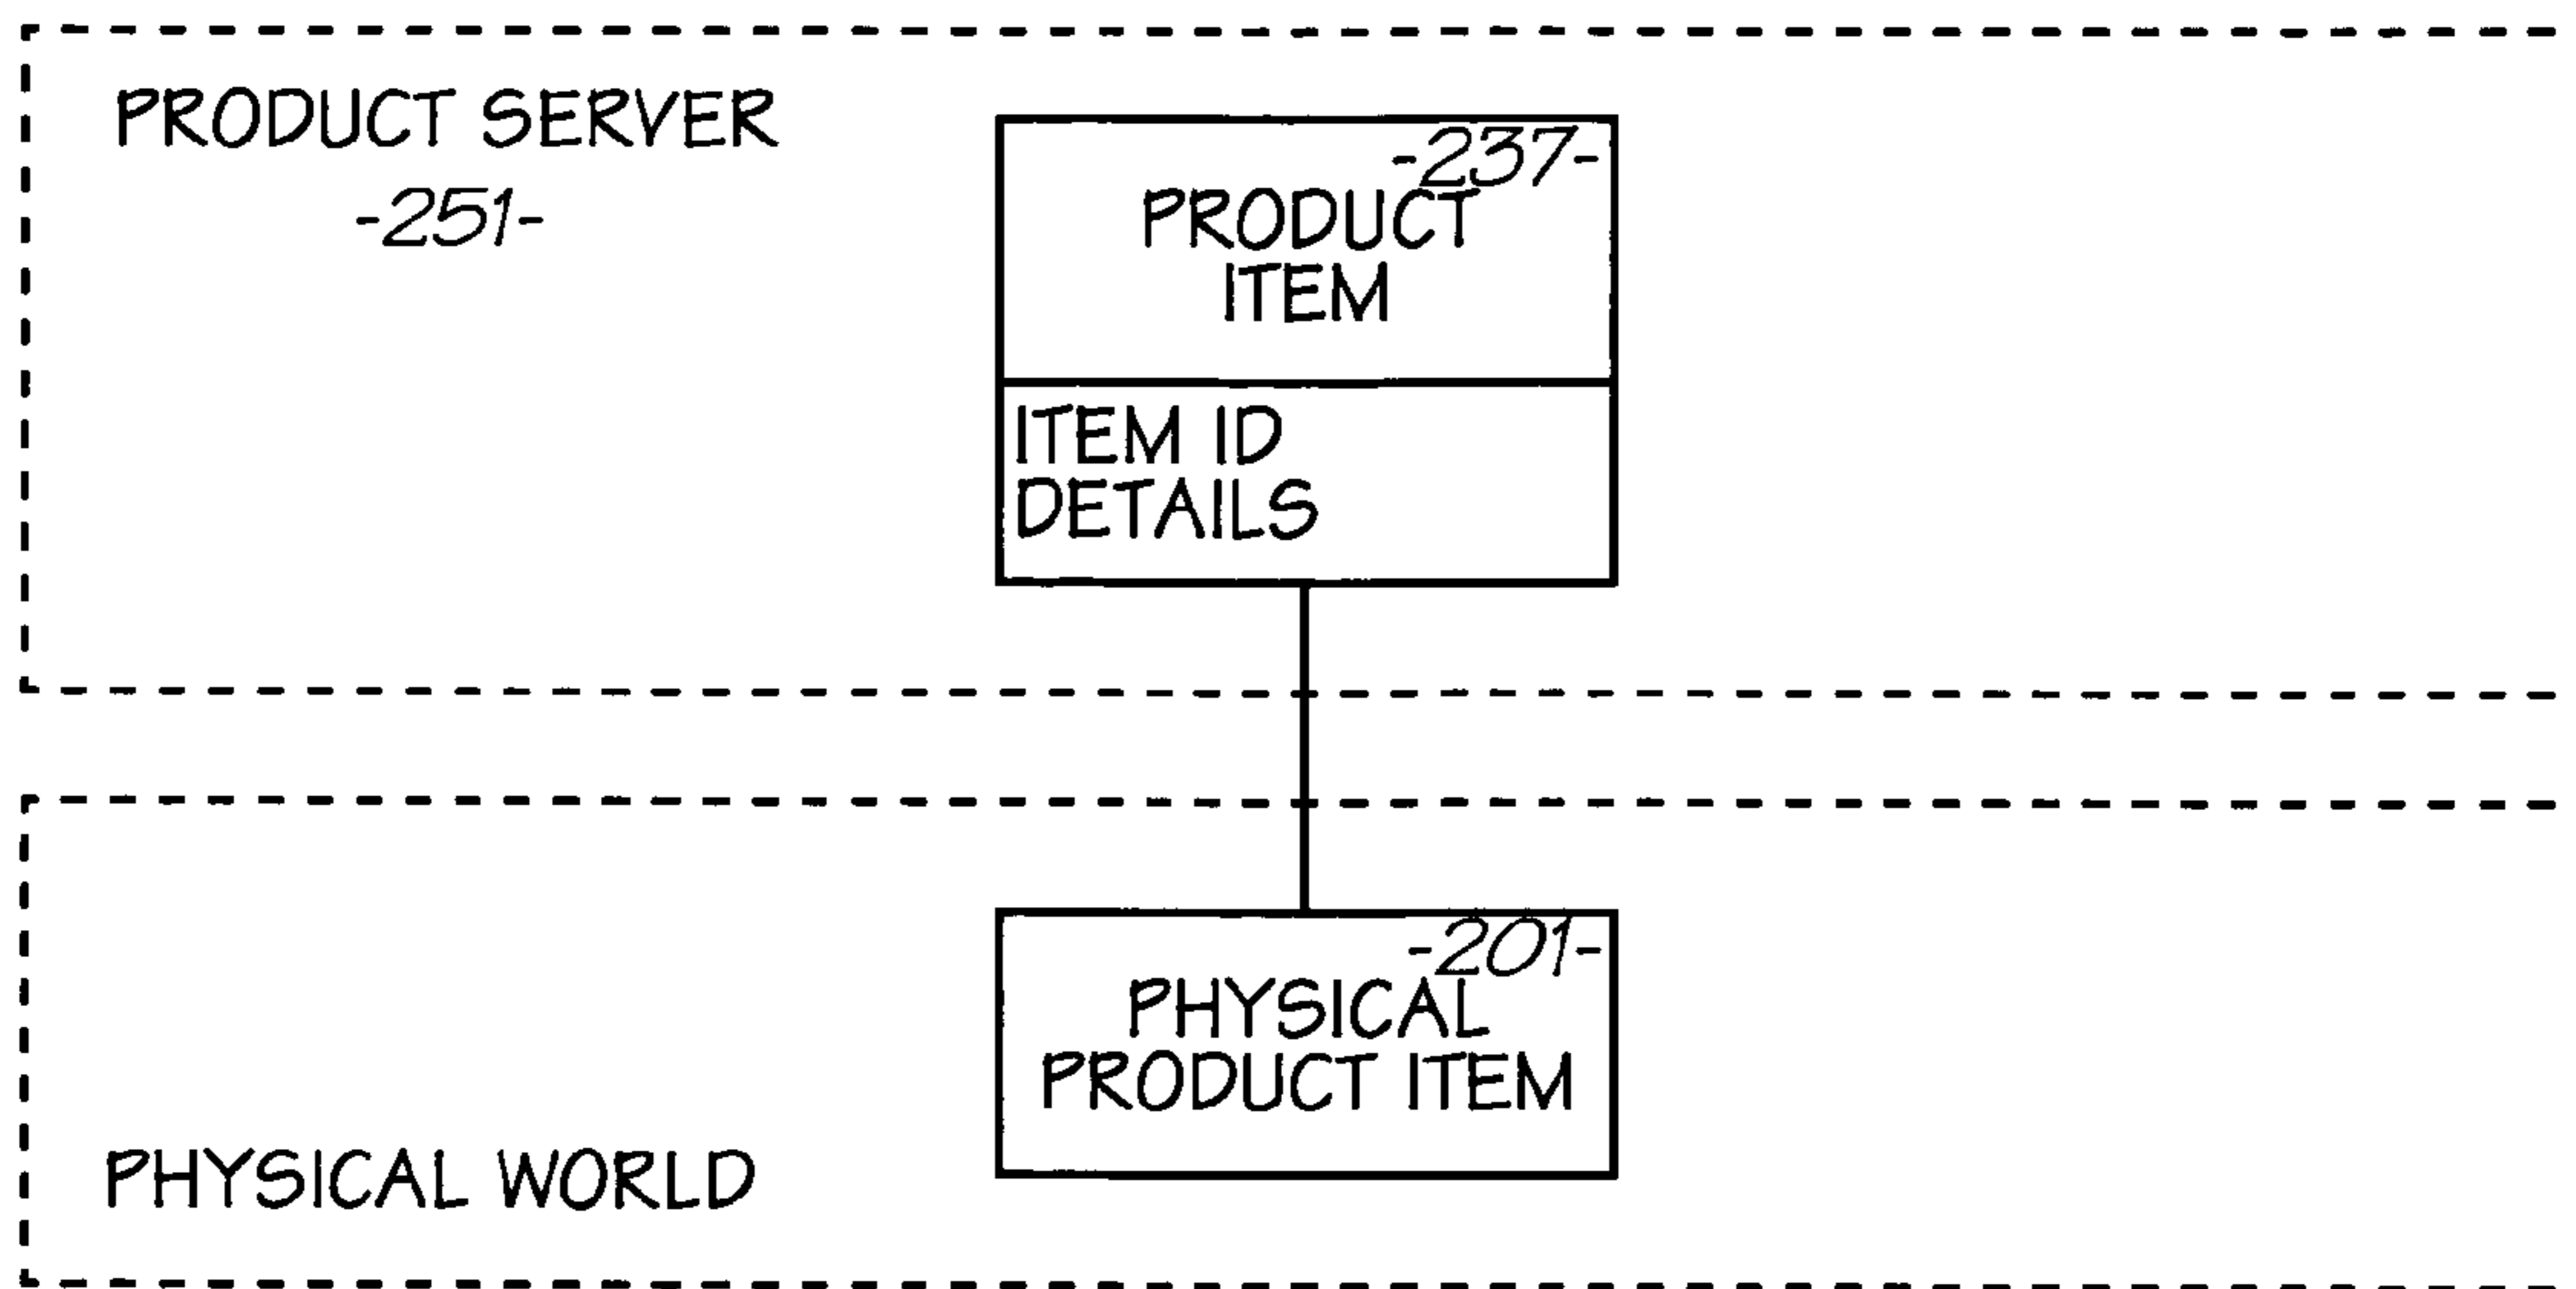 PRODUCT SERVER
-251-
-237-
PRODUCT
ITEM
ITEM ID
DETAILS
-201-
PHYSICAL
PRODUCT ITEM
PHYSICAL WORLD